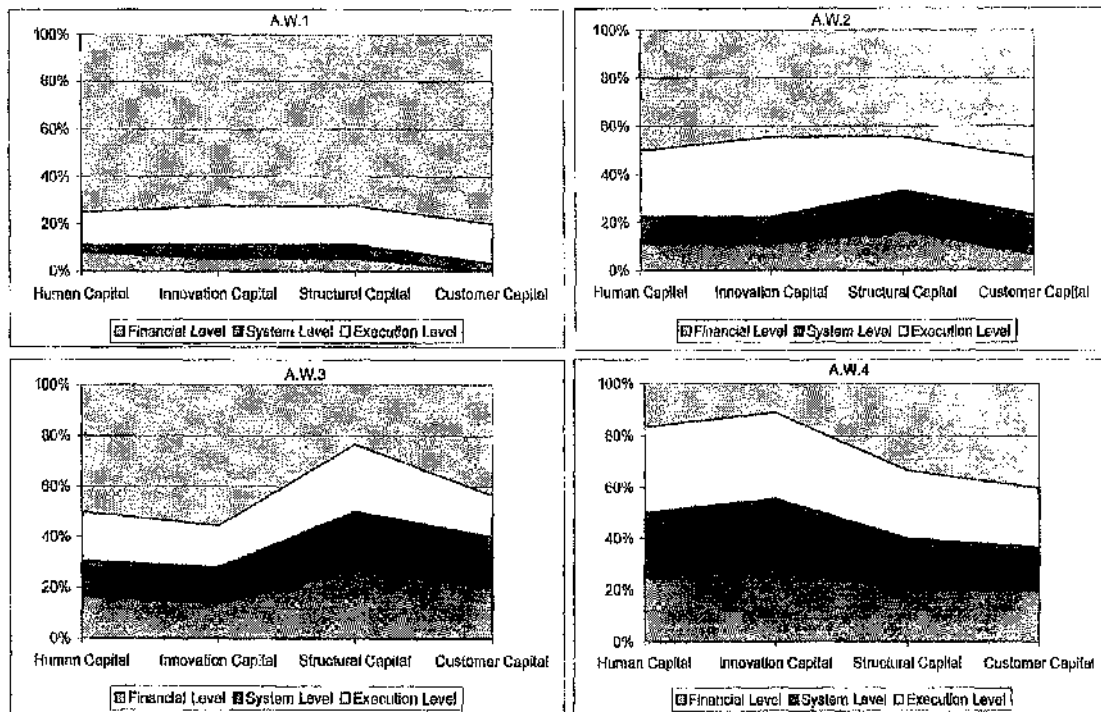 A.W.1
100%
80%
60%
40%
20%
0%
Human Capital Innovation Capital Structural Capital Customer Capital
Financial Level System Level Execution Level
A.W.2
100%
80%
60%
40%
20%
0%
Human Capital Innovation Capital Structural Capital Customer Capital
Financial Level System Level Execution Level
A.W.3
100%
80%
60%
40%
20%
0%
Human Capital Innovation Capital Structural Capital Customer Capital
Financial Level System Level Execution Level
A.W.4
100%
80%
60%
40%
20%
0%
Human Capital Innovation Capital Structural Capital Customer Capital
Financial Level System Level Execution Level